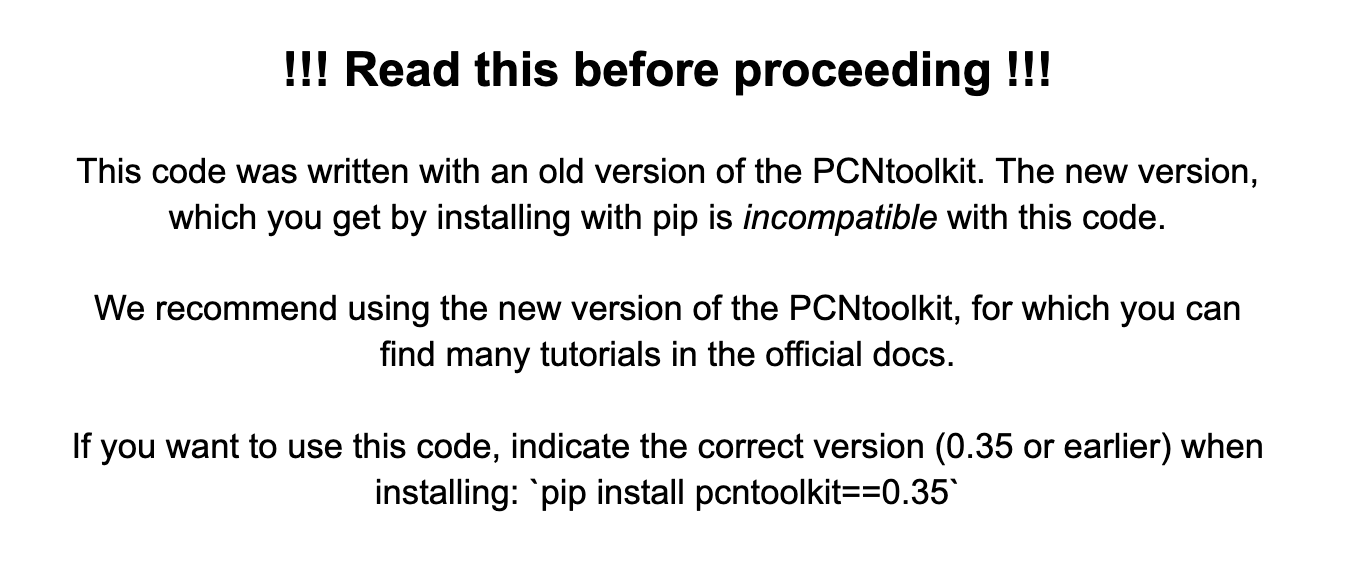 !!! Read this before proceeding !!!
This code was written with an old version of the PCNtoolkit. The new version,
which you get by installing with pip is incompatible with this code.
We recommend using the new version of the PCNtoolkit, for which you can
find many tutorials in the official docs.
If you want to use this code, indicate the correct version (0.35 or earlier) when
installing: `pip install pcntoolkit==0.35`